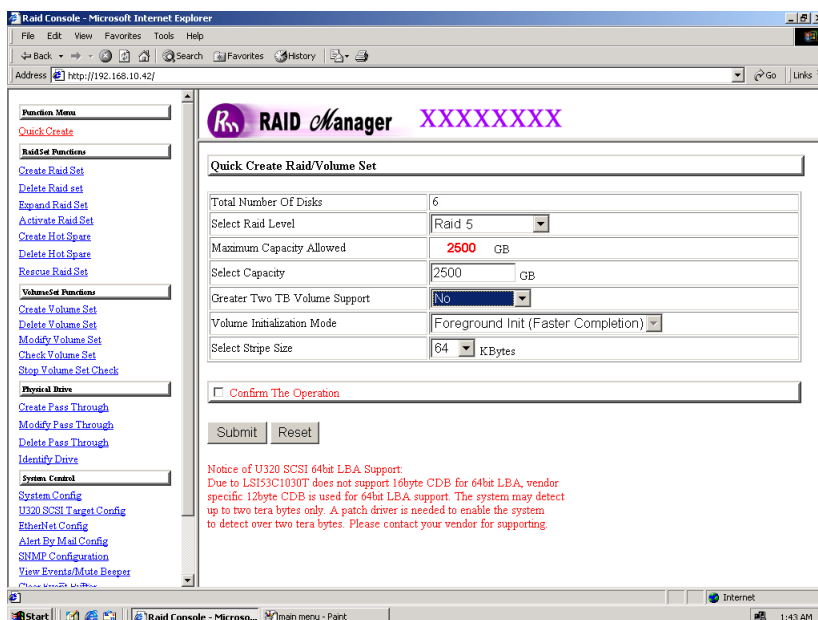 Raid Console - Microsoft Internet Explorer
File Edit View Favorites Tools Help
Back Search Favorites History
Address http://192.168.10.42/ Go Links
Function Menu
Quick Create
RaidSet Functions
Create Raid Set
Delete Raid set
Expand Raid Set
Activate Raid Set
Create Hot Spare
Delete Hot Spare
Rescue Raid Set
VolumeSet Functions
Create Volume Set
Delete Volume Set
Modify Volume Set
Check Volume Set
Stop Volume Set Check
Physical Drive
Create Pass Through
Modify Pass Through
Delete Pass Through
Identify Drive
System Control
System Config
U320 SCSI Target Config
EtherNet Config
Alert By Mail Config
SNMP Configuration
View Events/Mute Beeper
Clear Event Buffer
Rm RAID Manager XXXXXXXX
Quick Create Raid/Volume Set
Total Number Of Disks 6
Select Raid Level Raid 5
Maximum Capacity Allowed 2500 GB
Select Capacity 2500 GB
Greater Two TB Volume Support No
Volume Initialization Mode Foreground Init (Faster Completion)
Select Stripe Size 64 KBytes
Confirm The Operation
Submit Reset
Notice of U320 SCSI 64bit LBA Support:
Due to LSI53C1030T does not support 16byte CDB for 64bit LBA, vendor
specific 12byte CDB is used for 64bit LBA support. The system may detect
up to two tera bytes only. A patch driver is needed to enable the system
to detect over two tera bytes. Please contact your vendor for supporting.
Internet
Start Raid Console - Microso... main menu - Paint 1:43 AM